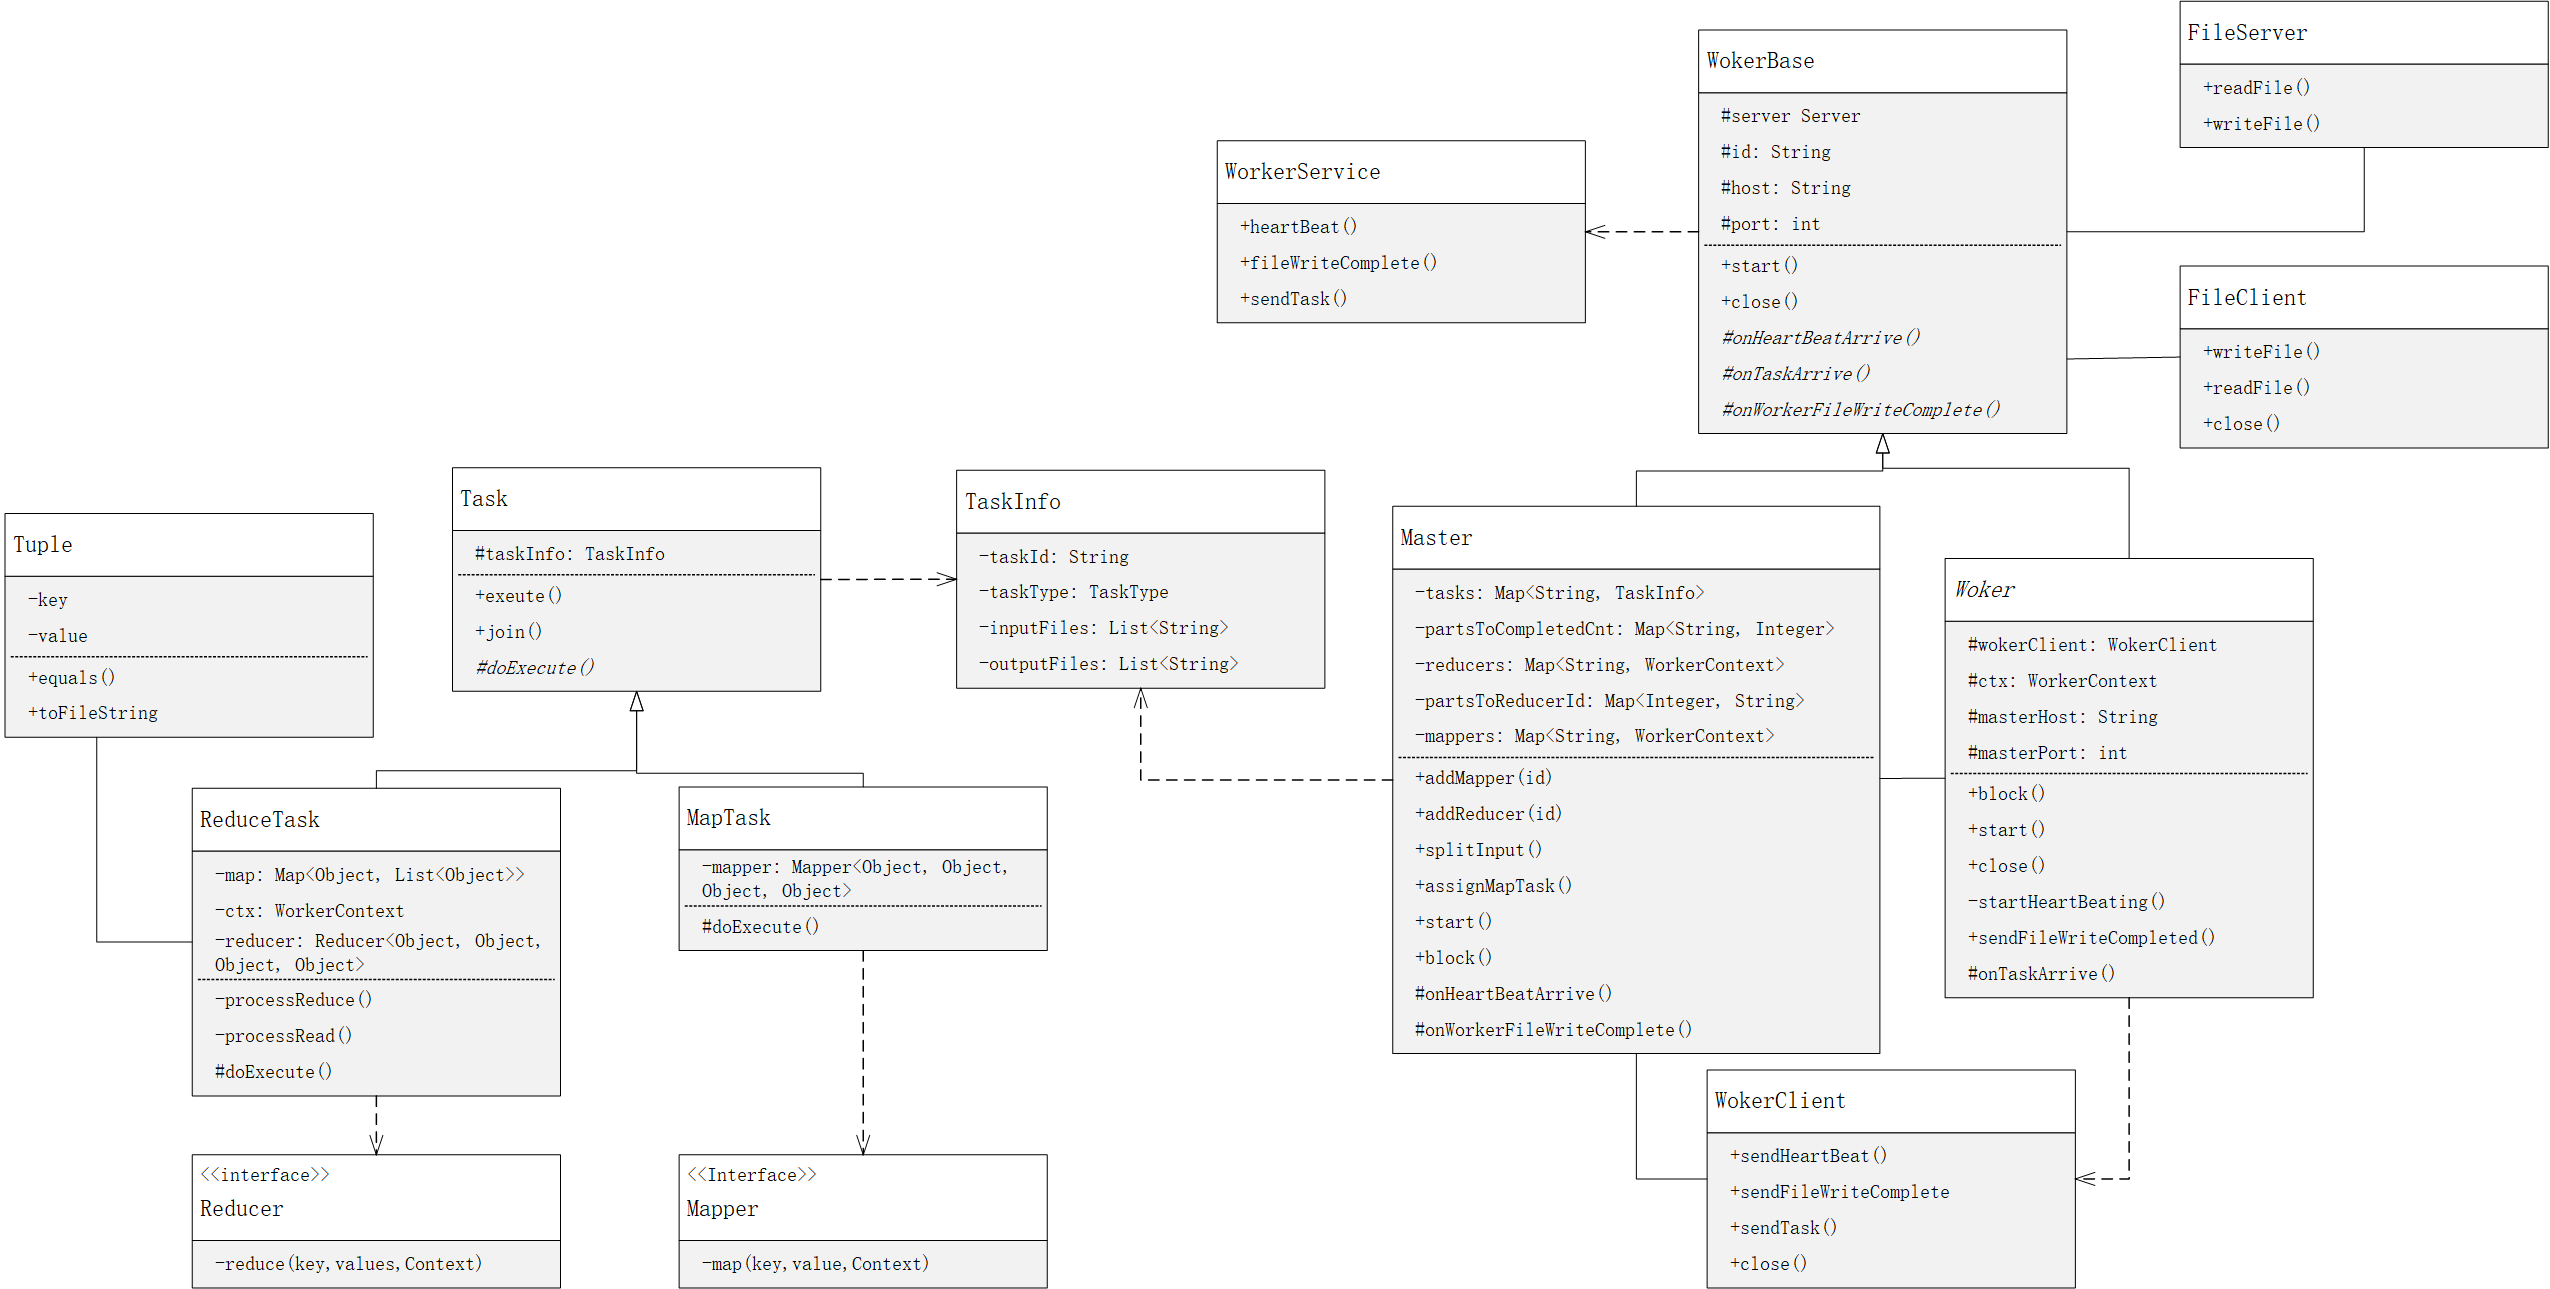 FileServer
+readFile()
+writeFile()
WokerBase
#server Server
#id: String
#host: String
#port: int
+start()
+close()
#onHeartBeatArrive()
#onTaskArrive()
#onWorkerFileWriteComplete()
WorkerService
+heartBeat()
+fileWriteComplete()
+sendTask()
FileClient
+writeFile()
+readFile()
+close()
Tuple
-key
-value
+equals()
+toFileString
Task
#taskInfo: TaskInfo
+exeute()
+join()
#doExecute()
TaskInfo
-taskId: String
-taskType: TaskType
-inputFiles: List<String>
-outputFiles: List<String>
Master
-tasks: Map<String, TaskInfo>
-partsToCompletedCnt: Map<String, Integer>
-reducers: Map<String, WorkerContext>
-partsToReducerId: Map<Integer, String>
-mappers: Map<String, WorkerContext>
+addMapper(id)
+addReducer(id)
+splitInput()
+assignMapTask()
+start()
+block()
#onHeartBeatArrive()
#onWorkerFileWriteComplete()
Woker
#wokerClient: WokerClient
#ctx: WorkerContext
#masterHost: String
#masterPort: int
+block()
+start()
+close()
-startHeartBeating()
+sendFileWriteCompleted()
#onTaskArrive()
ReduceTask
-map: Map<Object, List<Object>>
-ctx: WorkerContext
-reducer: Reducer<Object, Object,
Object, Object>
-processReduce()
-processRead()
#doExecute()
MapTask
-mapper: Mapper<Object, Object,
Object, Object>
#doExecute()
<<interface>>
Reducer
-reduce(key,values,Context)
<<Interface>>
Mapper
-map(key,value,Context)
WokerClient
+sendHeartBeat()
+sendFileWriteComplete
+sendTask()
+close()